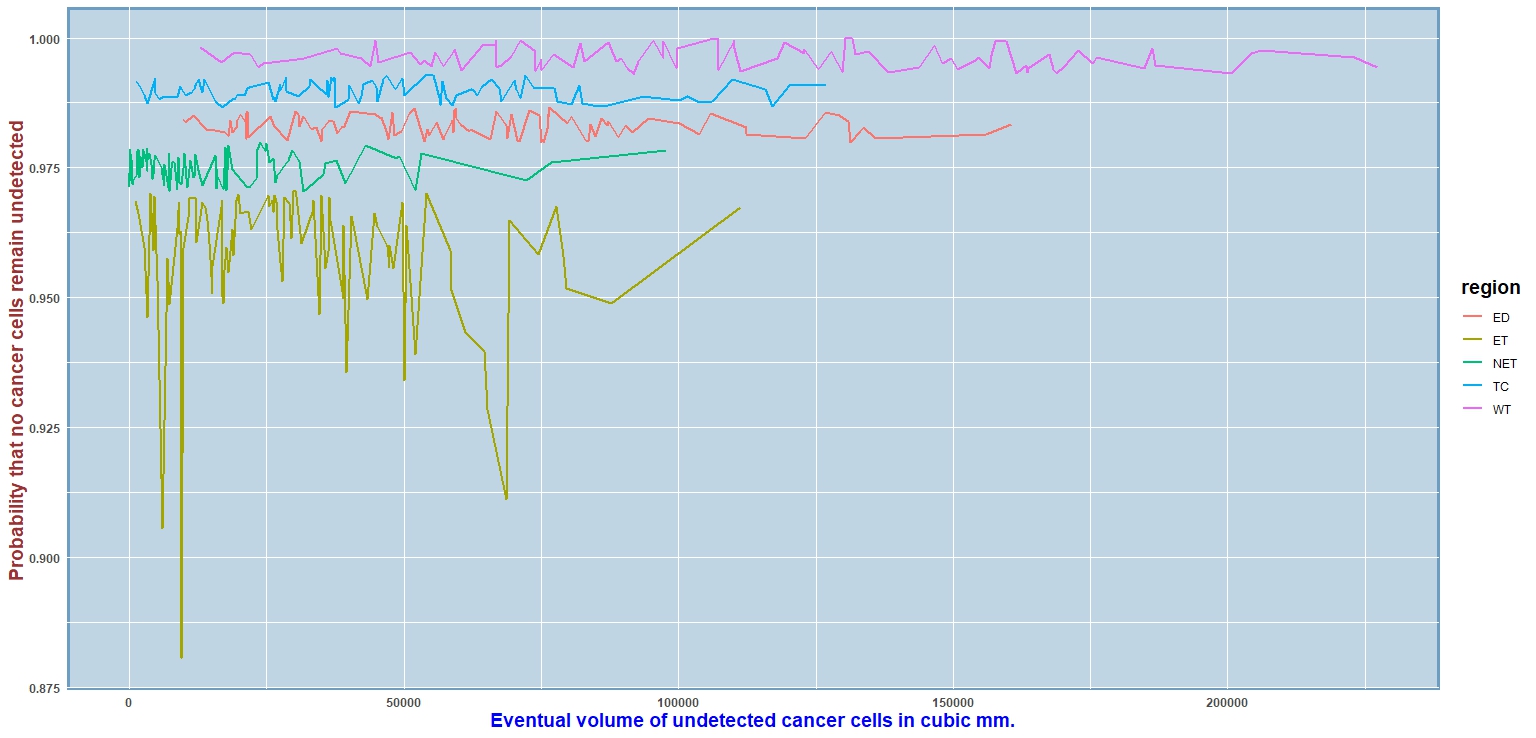 Probability that no cancer cells remain undetected
1.000
0.975
0.950
0.925
0.900
0.875
0 50000 100000 150000 200000
Eventual volume of undetected cancer cells in cubic mm.
region
ED
ET
NET
TC
WT